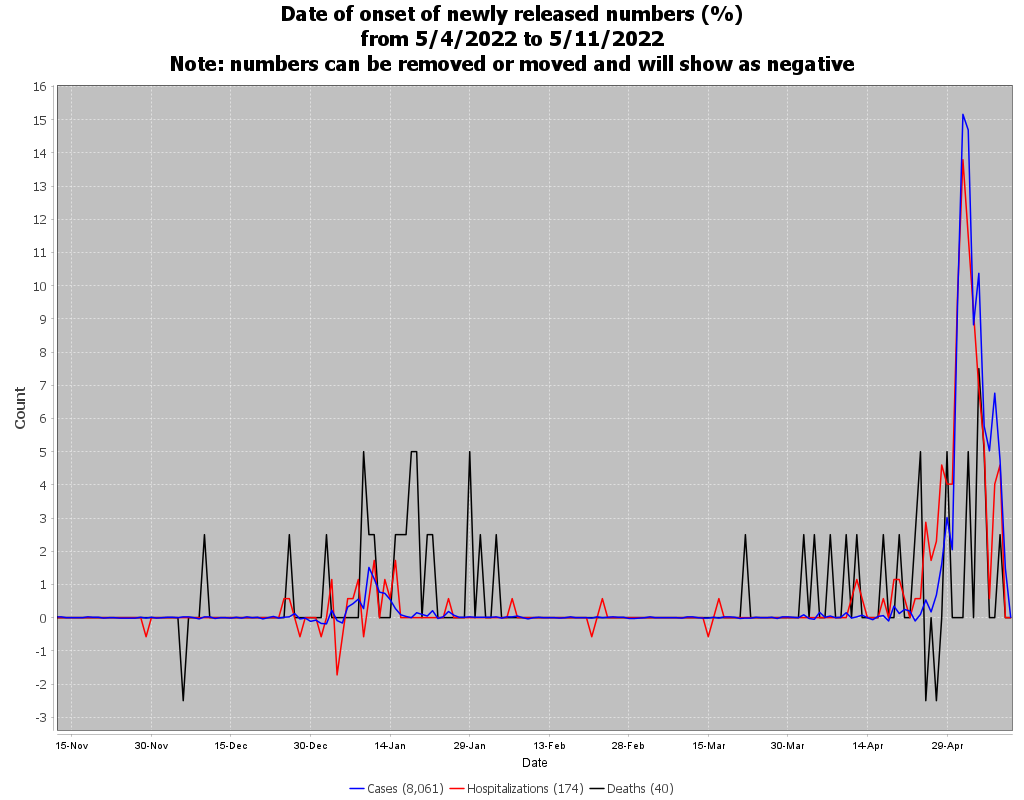 Date of onset of newly released numbers (%)
from 5/4/2022 to 5/11/2022
Note: numbers can be removed or moved and will show as negative
16
15
14
13
12
11
10
9
8
7
6
5
4
3
2
1
0
-1
-2
-3
Count
15-Nov 30-Nov 15-Dec 30-Dec 14-Jan 29-Jan 13-Feb 28-Feb 15-Mar 30-Mar 14-Apr 29-Apr
Date
Cases (8,061) Hospitalizations (174) Deaths (40)